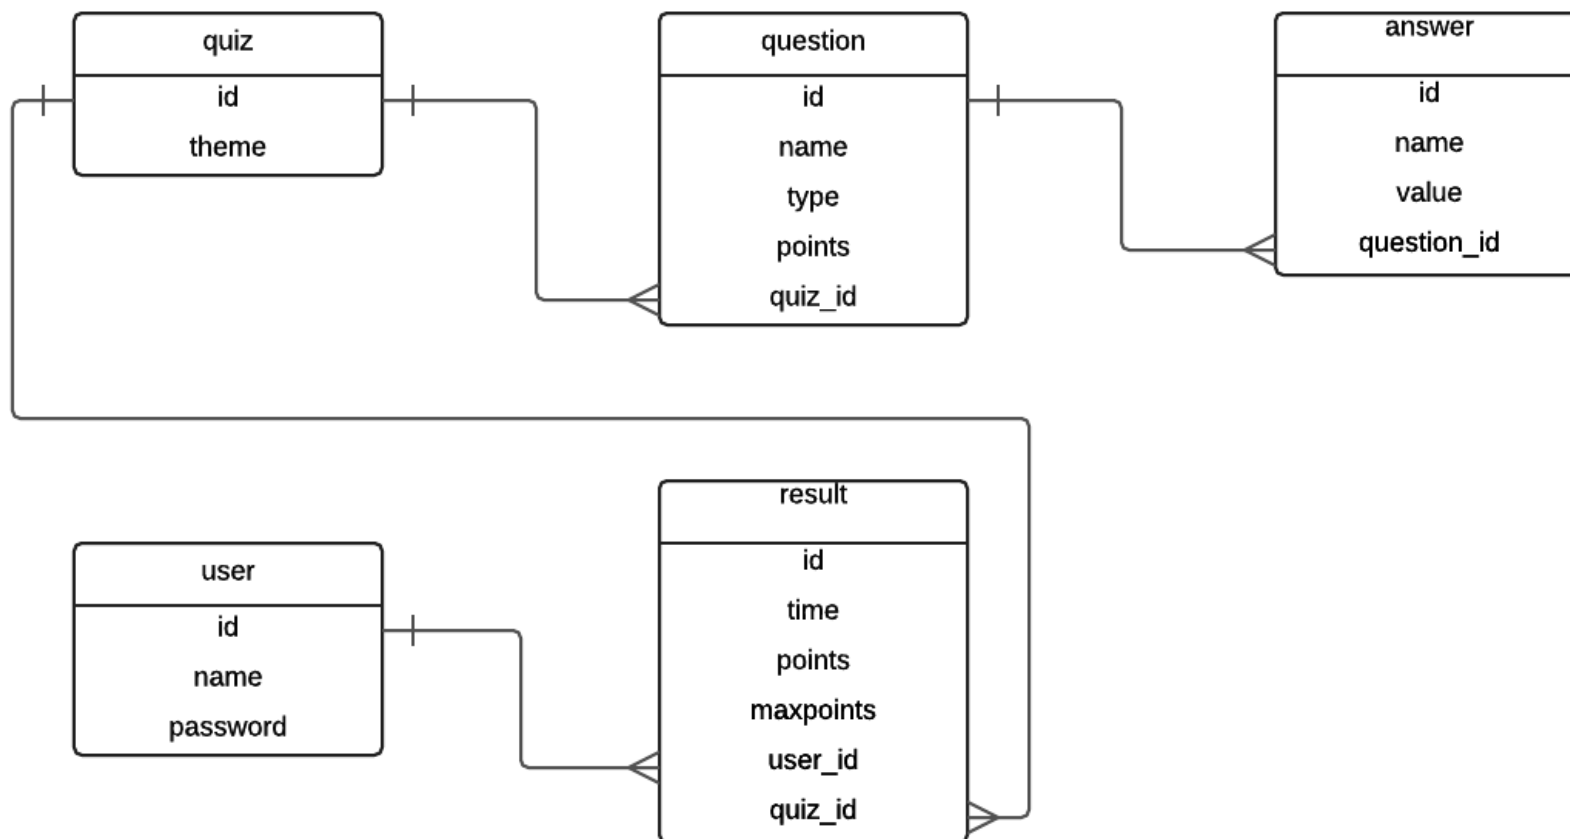 quiz
id
theme
question
id
name
type
points
quiz_id
answer
id
name
value
question_id
user
id
name
password
result
id
time
points
maxpoints
user_id
quiz_id